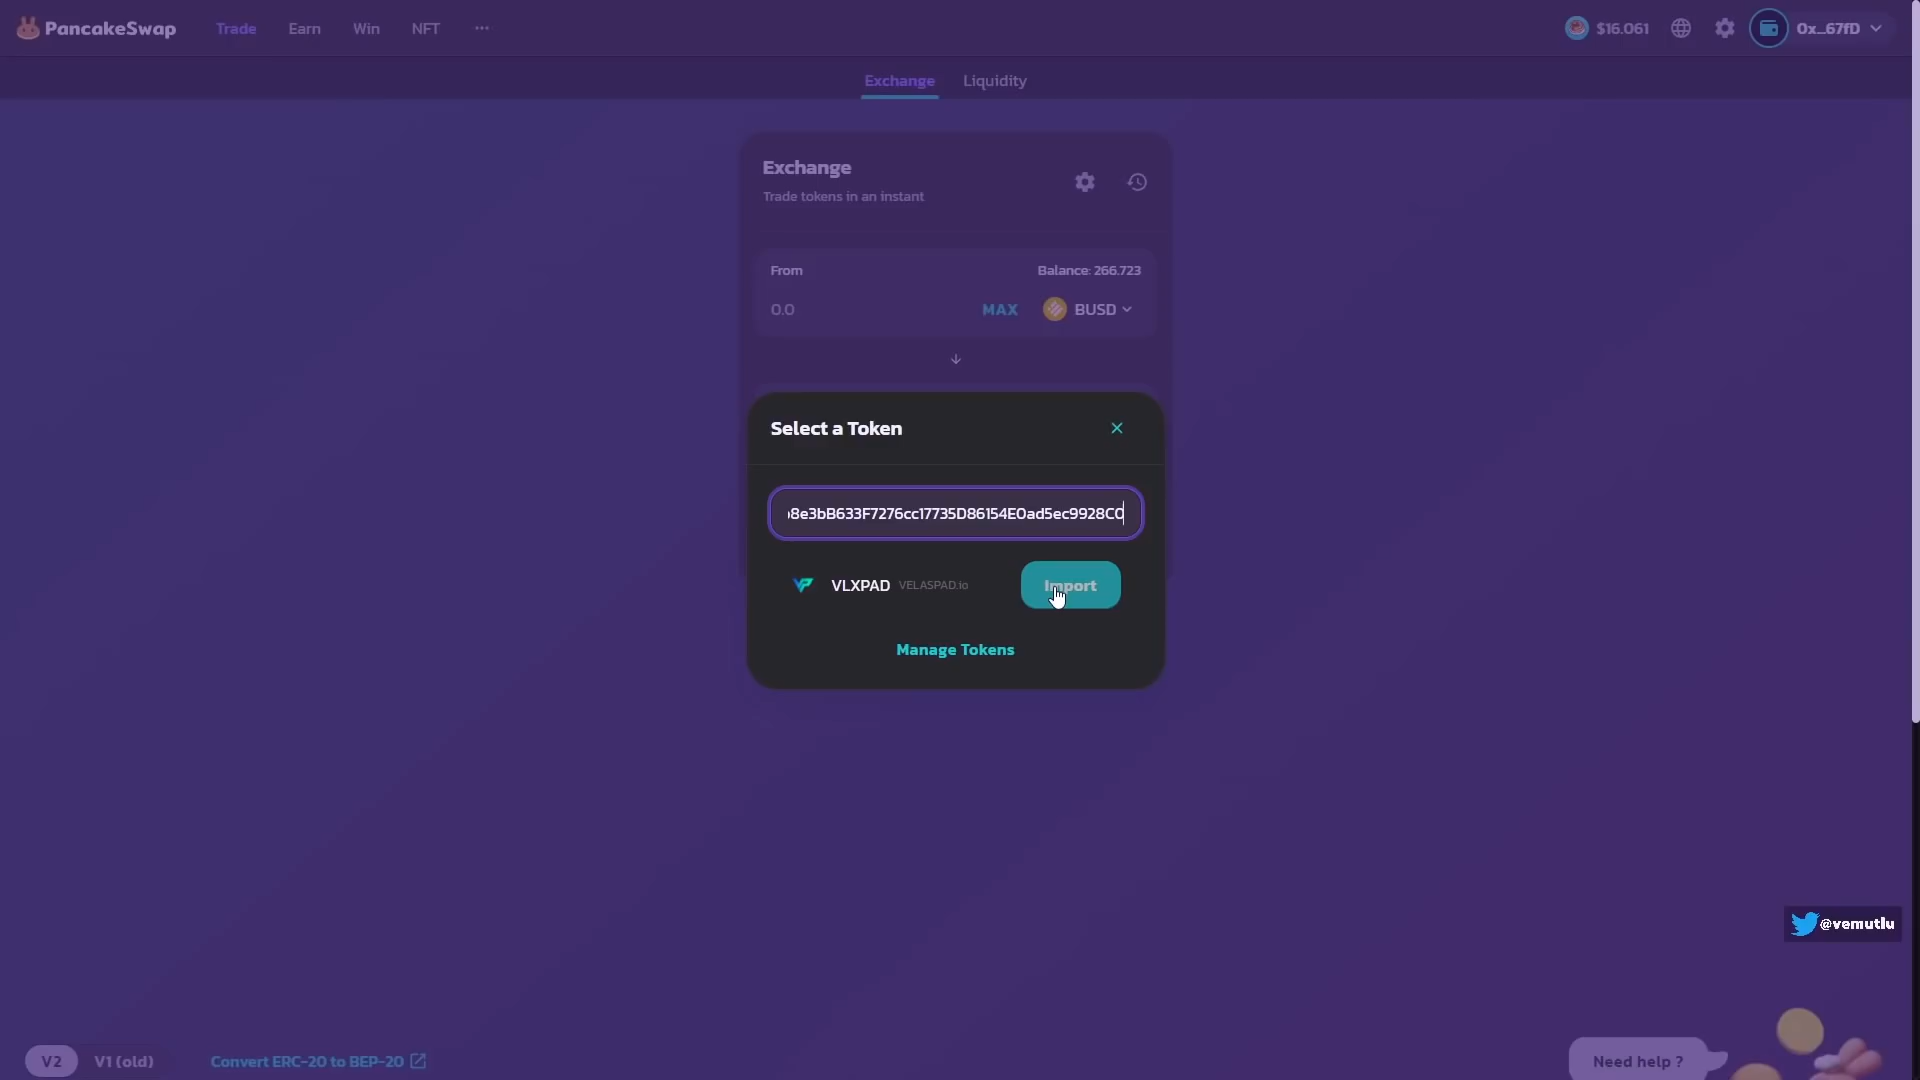 PancakeSwap Trade Earn Win NFT ... $16.061 0x...67fD
Exchange Liquidity
Exchange
Trade tokens in an instant
From Balance: 266.723
0.0 MAX BUSD
Select a Token
8e3bB633F7276cc17735D86154E0ad5ec9928C0
VLXPAD VELASPAD.io Import
Manage Tokens
@vemutlu
V2 V1 (old) Convert ERC-20 to BEP-20 Need help ?